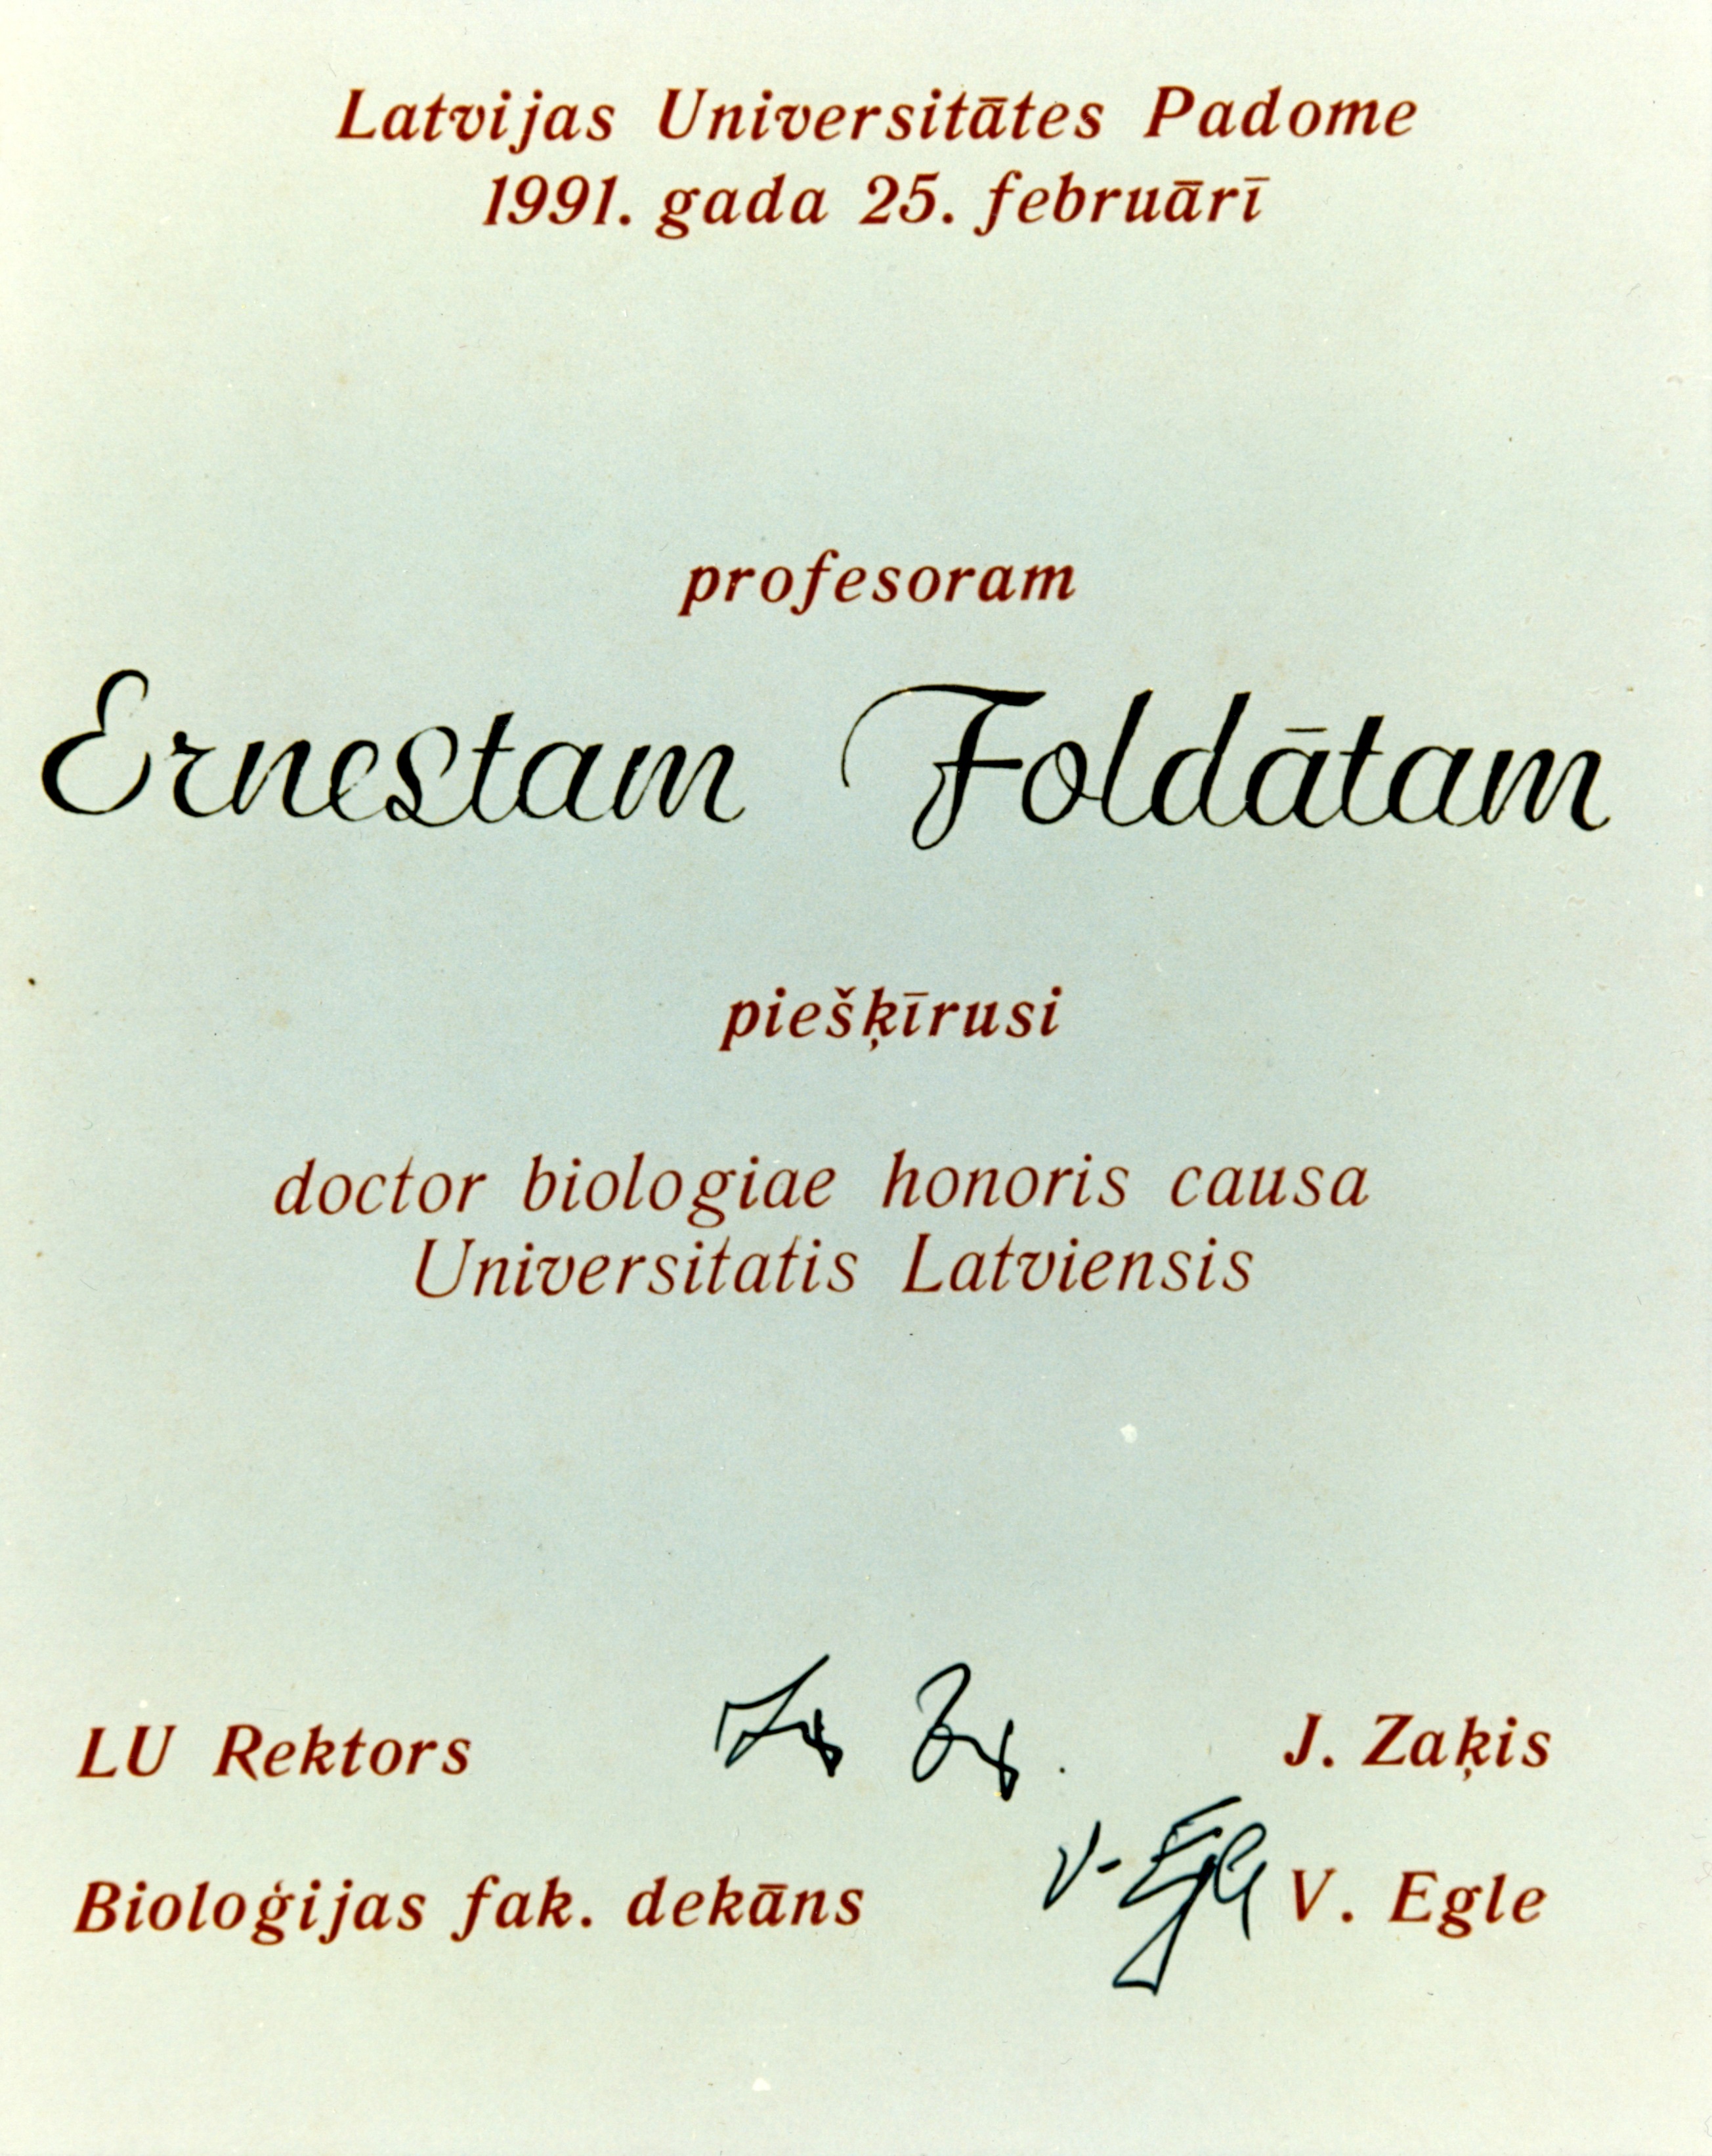 Latvijas Universitātes Padome
1991. gada 25. februārī
profesoram
Ernestam Foldātam
piešķīrusi
doctor biologiae honoris causa
Universitatis Latviensis
LU Rektors J. Zaķis
V. Egle
Bioloģijas fak. dekāns V. Egle